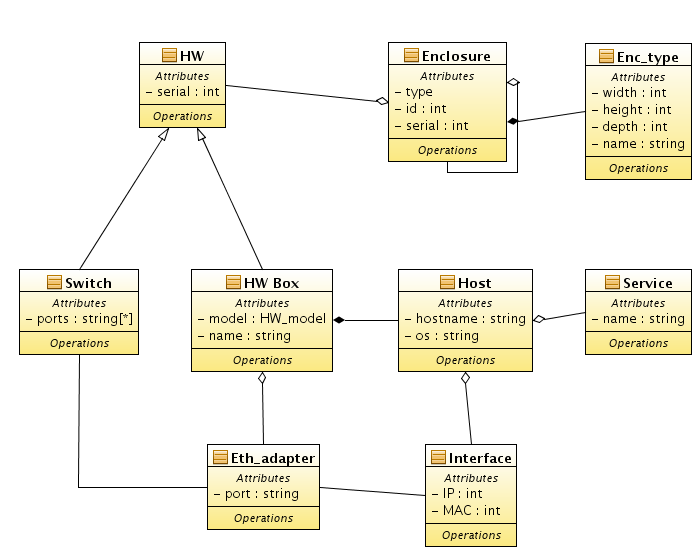 HW
Attributes
− serial : int
Operations
Enclosure
Attributes
− type
− id : int
− serial : int
Operations
Enc_type
Attributes
− width : int
− height : int
− depth : int
− name : string
Operations
Switch
Attributes
− ports : string[*]
Operations
HW Box
Attributes
− model : HW_model
− name : string
Operations
Host
Attributes
− hostname : string
− os : string
Operations
Service
Attributes
− name : string
Operations
Eth_adapter
Attributes
− port : string
Operations
Interface
Attributes
− IP : int
− MAC : int
Operations